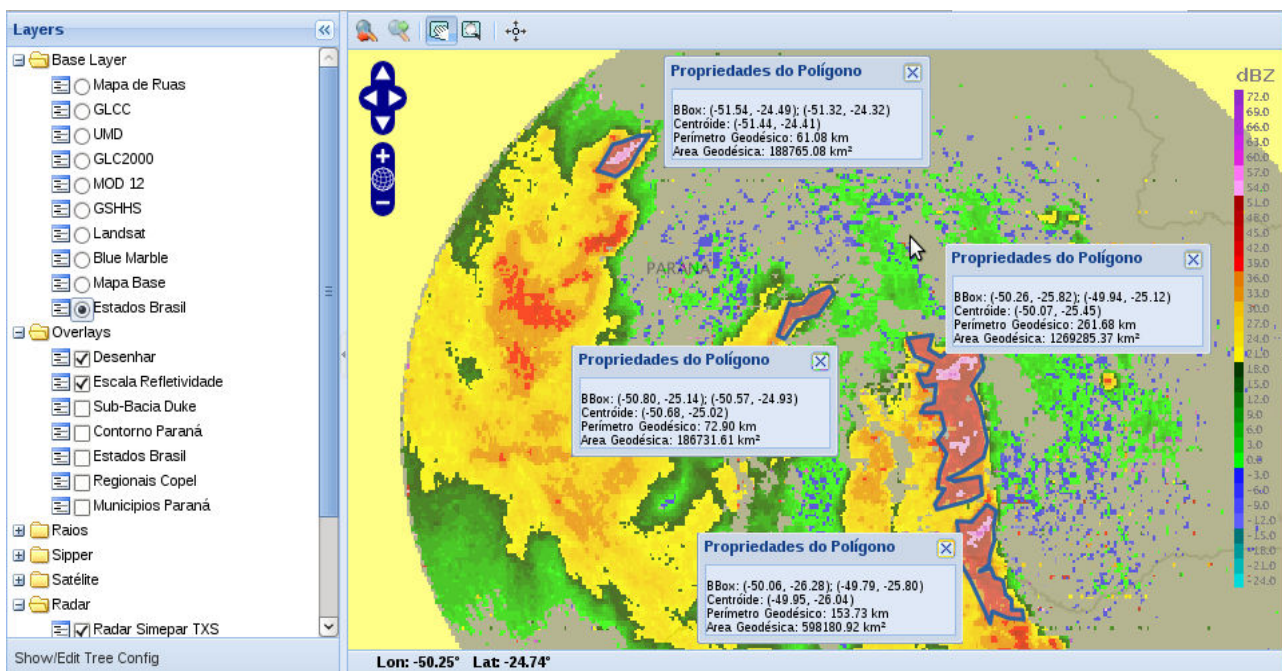 Layers
Base Layer
Mapa de Ruas
GLCC
UMD
GLC2000
MOD 12
GSHHS
Landsat
Blue Marble
Mapa Base
Estados Brasil
Overlays
Desenhar
Escala Refletividade
Sub-Bacia Duke
Contorno Paraná
Estados Brasil
Regionais Copel
Municipios Paraná
Raios
Sipper
Satélite
Radar
Radar Simepar TXS
Show/Edit Tree Config
Propriedades do Polígono
BBox: (-51.54, -24.49); (-51.32, -24.32)
Centróide: (-51.44, -24.41)
Perímetro Geodésico: 61.08 km
Area Geodésica: 188765.08 km²
PARANÁ
Propriedades do Polígono
BBox: (-50.26, -25.82); (-49.94, -25.12)
Centróide: (-50.07, -25.45)
Perímetro Geodésico: 261.68 km
Area Geodésica: 1269285.37 km²
Propriedades do Polígono
BBox: (-50.80, -25.14); (-50.57, -24.93)
Centróide: (-50.68, -25.02)
Perímetro Geodésico: 72.90 km
Area Geodésica: 186731.61 km²
Propriedades do Polígono
BBox: (-50.06, -26.28); (-49.79, -25.80)
Centróide: (-49.95, -26.04)
Perímetro Geodésico: 153.73 km
Area Geodésica: 598180.92 km²
dBZ
72.0
69.0
66.0
63.0
60.0
57.0
54.0
51.0
48.0
45.0
42.0
39.0
36.0
33.0
30.0
27.0
24.0
21.0
18.0
15.0
12.0
9.0
6.0
3.0
0.0
-3.0
-6.0
-9.0
-12.0
-15.0
-18.0
-21.0
-24.0
Lon: -50.25° Lat: -24.74°